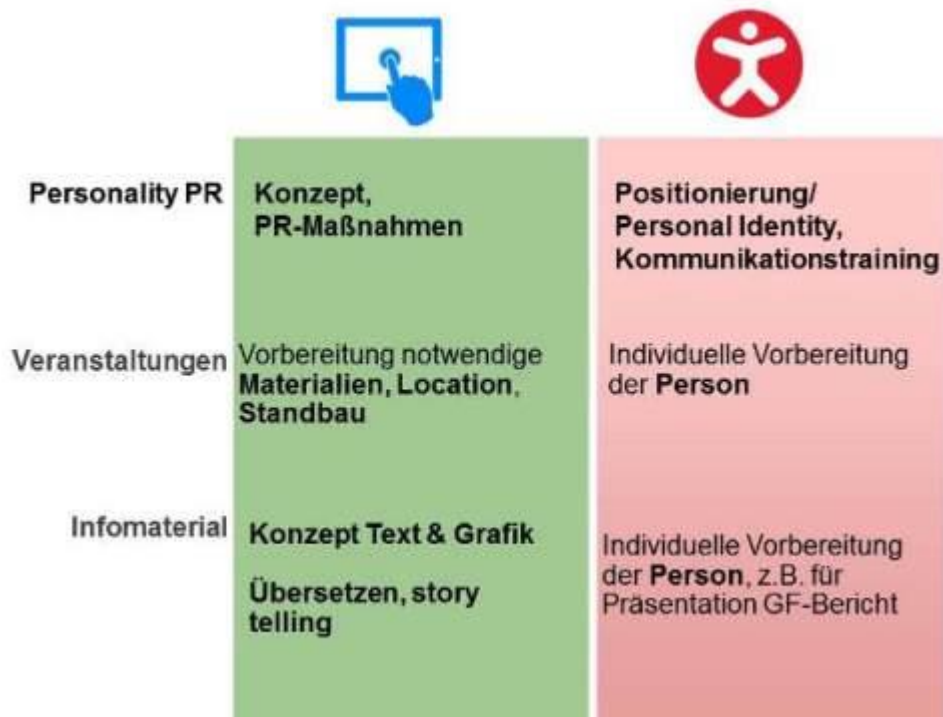 Personality PR
Konzept,
PR-Maßnahmen
Positionierung/
Personal Identity,
Kommunikationstraining
Veranstaltungen
Vorbereitung notwendige
Materialien, Location,
Standbau
Individuelle Vorbereitung
der Person
Infomaterial
Konzept Text & Grafik
Übersetzen, story
telling
Individuelle Vorbereitung
der Person, z.B. für
Präsentation GF-Bericht